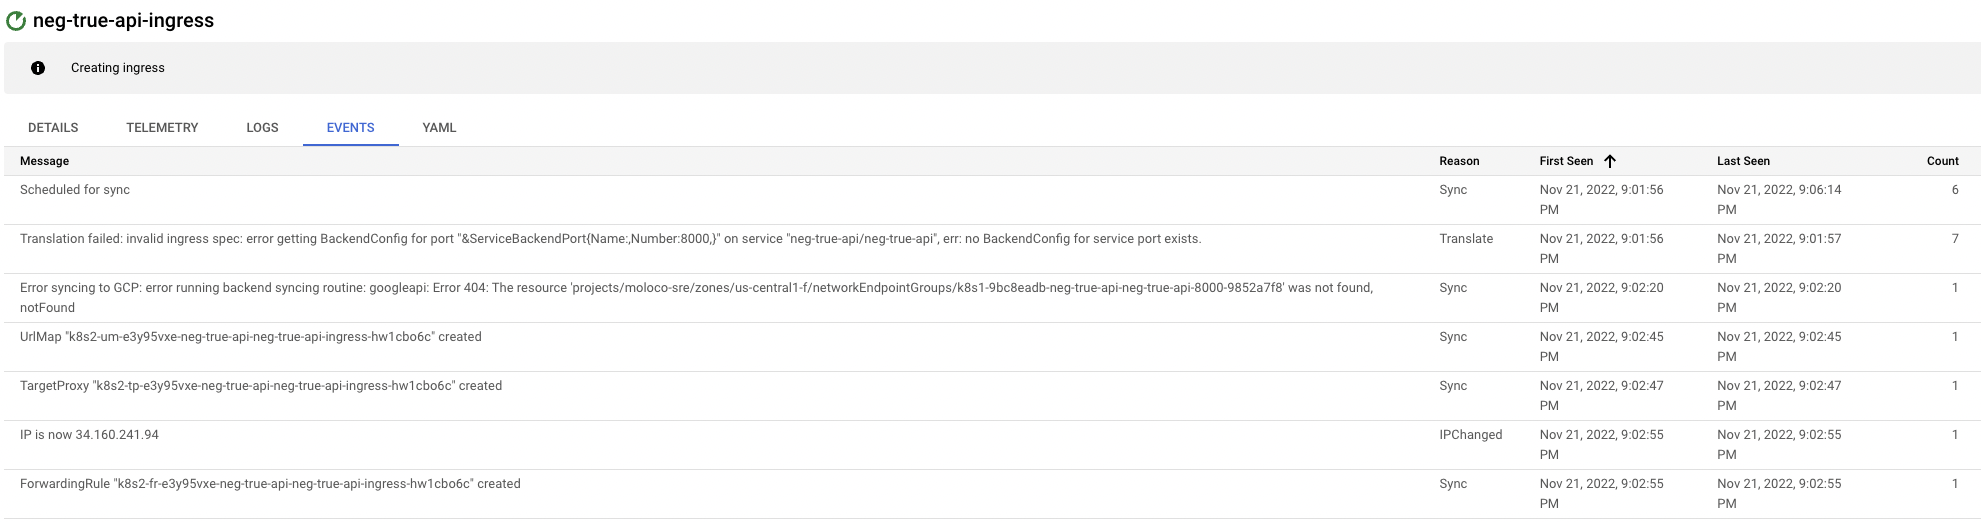 neg-true-api-ingress
Creating ingress
DETAILS TELEMETRY LOGS EVENTS YAML
Message Reason First Seen Last Seen Count
Scheduled for sync Sync Nov 21, 2022, 9:01:56 Nov 21, 2022, 9:06:14 6
PM PM
Translation failed: invalid ingress spec: error getting BackendConfig for port "&ServiceBackendPort{Name:,Number:8000,}" on service "neg-true-api/neg-true-api", err: no BackendConfig for service port exists. Translate Nov 21, 2022, 9:01:56 Nov 21, 2022, 9:01:57 7
PM PM
Error syncing to GCP: error running backend syncing routine: googleapi: Error 404: The resource 'projects/moloco-sre/zones/us-central1-f/networkEndpointGroups/k8s1-9bc8eadb-neg-true-api-neg-true-api-8000-9852a7f8' was not found, Sync Nov 21, 2022, 9:02:20 Nov 21, 2022, 9:02:20 1
notFound PM PM
UrlMap "k8s2-um-e3y95vxe-neg-true-api-neg-true-api-ingress-hw1cbo6c" created Sync Nov 21, 2022, 9:02:45 Nov 21, 2022, 9:02:45 1
PM PM
TargetProxy "k8s2-tp-e3y95vxe-neg-true-api-neg-true-api-ingress-hw1cbo6c" created Sync Nov 21, 2022, 9:02:47 Nov 21, 2022, 9:02:47 1
PM PM
IP is now 34.160.241.94 IPChanged Nov 21, 2022, 9:02:55 Nov 21, 2022, 9:02:55 1
PM PM
ForwardingRule "k8s2-fr-e3y95vxe-neg-true-api-neg-true-api-ingress-hw1cbo6c" created Sync Nov 21, 2022, 9:02:55 Nov 21, 2022, 9:02:55 1
PM PM